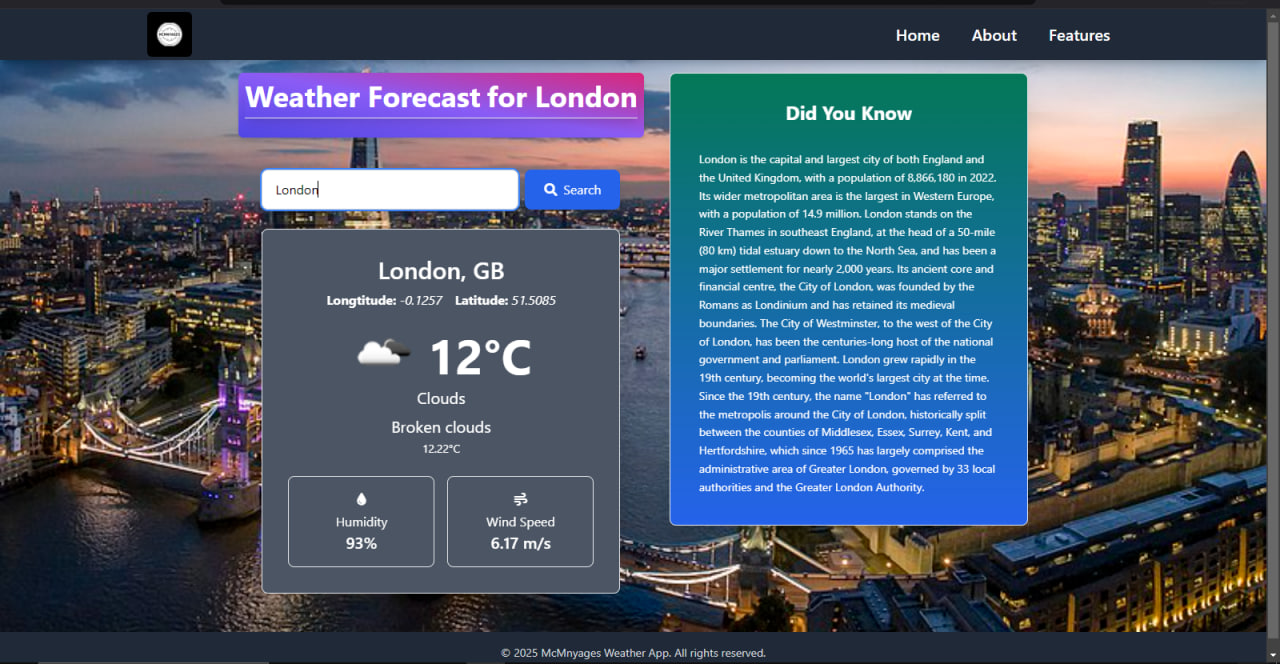 Home About Features
Weather Forecast for London
London
Search
London, GB
Longtitude: -0.1257 Latitude: 51.5085
12°C
Clouds
Broken clouds
12.22°C
Humidity
93%
Wind Speed
6.17 m/s
Did You Know
London is the capital and largest city of both England and
the United Kingdom, with a population of 8,866,180 in 2022.
Its wider metropolitan area is the largest in Western Europe,
with a population of 14.9 million. London stands on the
River Thames in southeast England, at the head of a 50-mile
(80 km) tidal estuary down to the North Sea, and has been a
major settlement for nearly 2,000 years. Its ancient core and
financial centre, the City of London, was founded by the
Romans as Londinium and has retained its medieval
boundaries. The City of Westminster, to the west of the City
of London, has been the centuries-long host of the national
government and parliament. London grew rapidly in the
19th century, becoming the world's largest city at the time.
Since the 19th century, the name "London" has referred to
the metropolis around the City of London, historically split
between the counties of Middlesex, Essex, Surrey, Kent, and
Hertfordshire, which since 1965 has largely comprised the
administrative area of Greater London, governed by 33 local
authorities and the Greater London Authority.
© 2025 McMnyages Weather App. All rights reserved.